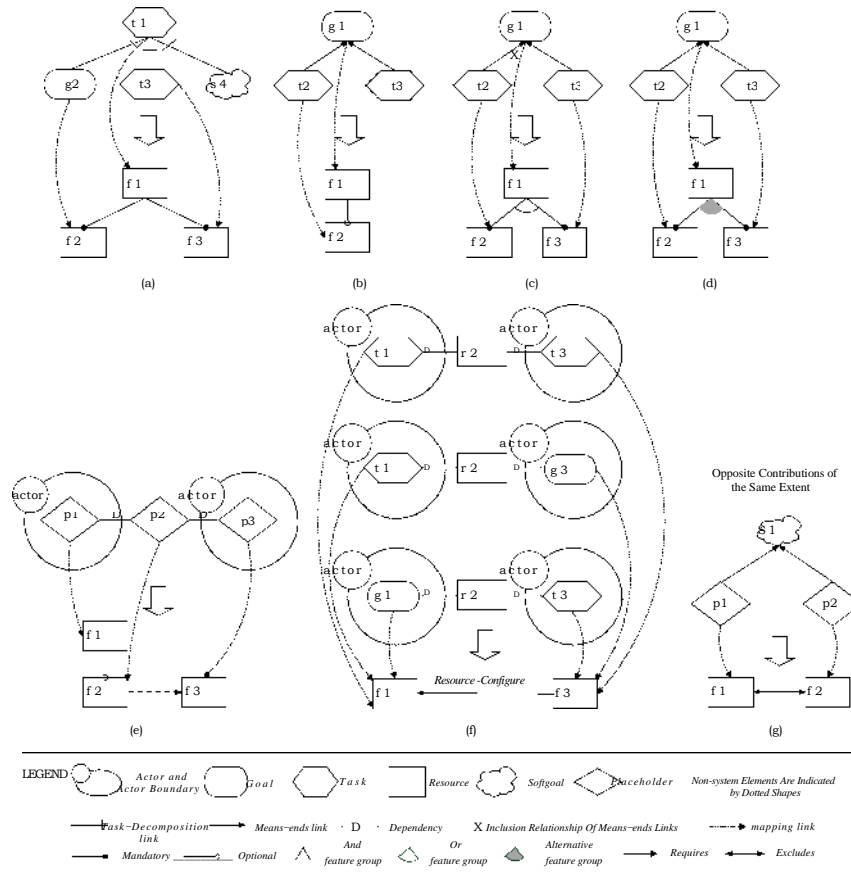 t 1
g2
t3
s 4
f 1
f 2
f 3
(a)
g 1
t2
t3
f 1
f 2
(b)
g 1
X
t2
t3
f 1
f 2
f 3
(c)
g 1
t2
t3
f 1
f 2
f 3
(d)
actor
p1
D
p2
D
actor
p3
f 1
f 2
f 3
(e)
actor
t 1
D
r 2
D
actor
t 3
actor
t 1
D
r 2
D
actor
g 3
actor
g 1
D
r 2
D
actor
t 3
f 1
Resource -Configure
f 3
(f)
Opposite Contributions of
the Same Extent
S 1
p1
p2
f 1
f 2
(g)
LEGEND
Actor and
Actor Boundary
Goal
Task
Resource
Softgoal
Placeholder
Non-system Elements Are Indicated
by Dotted Shapes
Task-Decomposition
link
Means-ends link
D
Dependency
X Inclusion Relationship Of Means-ends Links
mapping link
Mandatory
Optional
And
feature group
Or
feature group
Alternative
feature group
Requires
Excludes